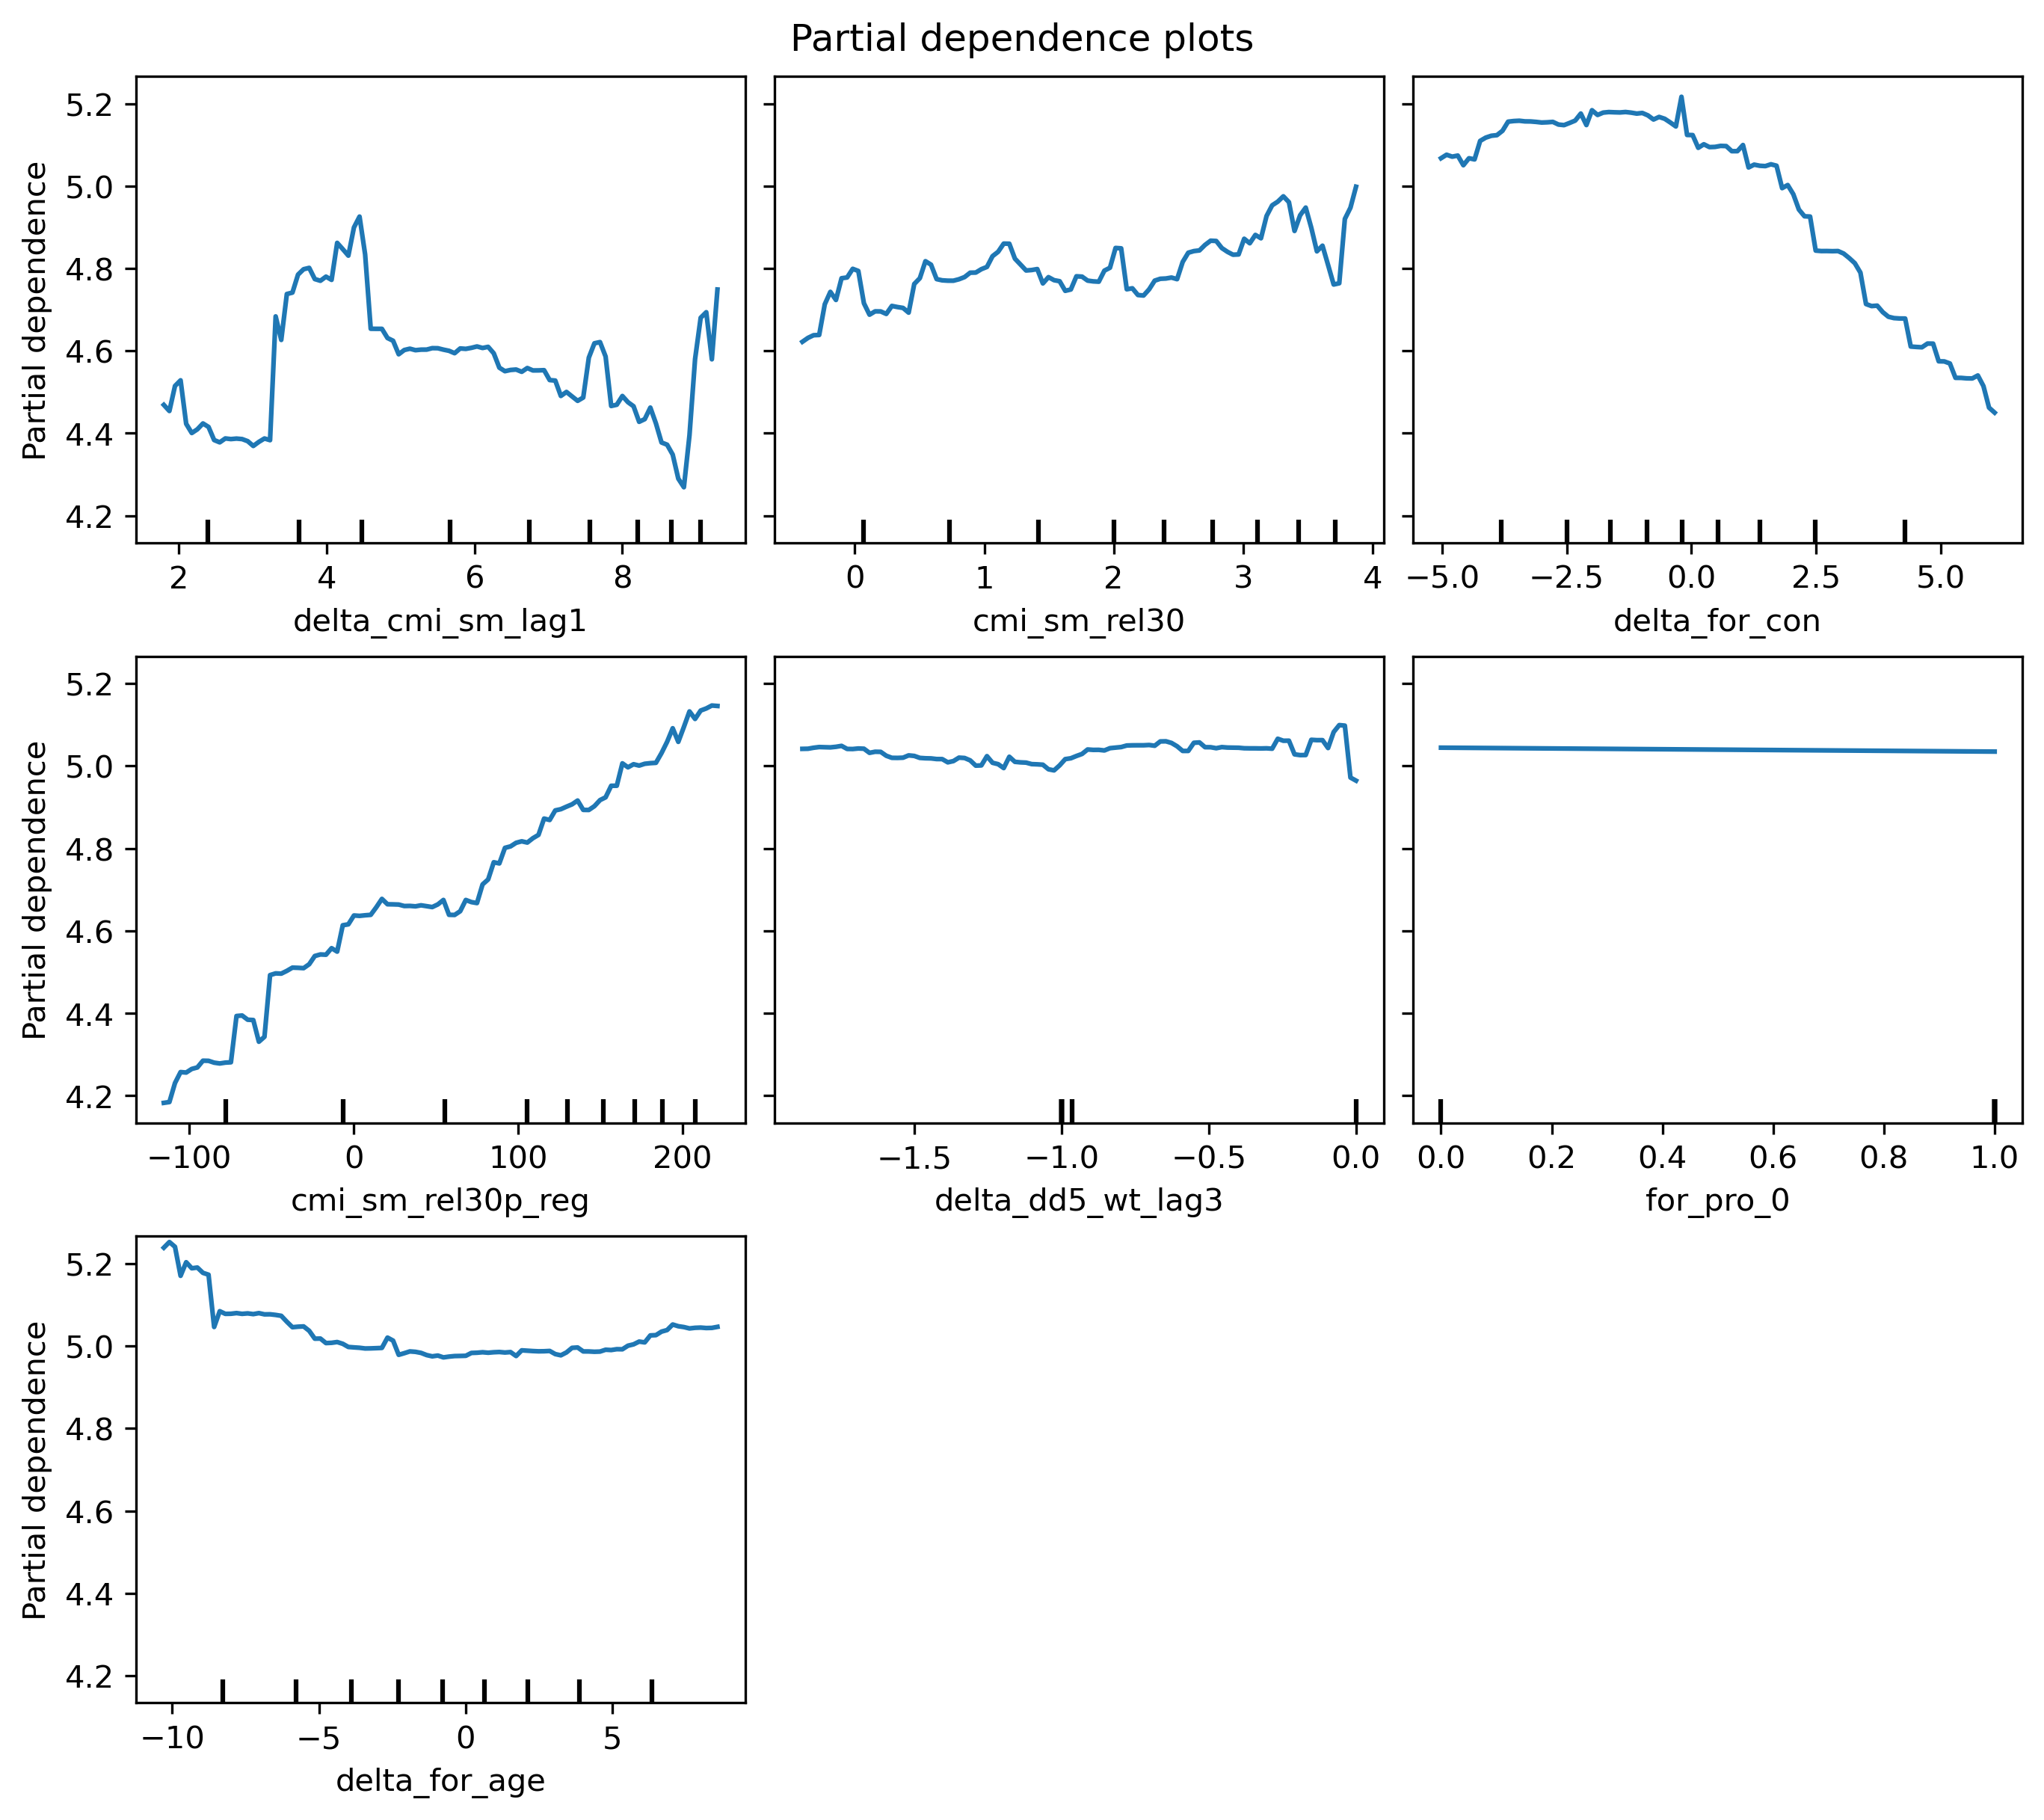 Partial dependence plots
5.2
5.0
4.8
4.6
4.4
4.2
Partial dependence
2 4 6 8
delta_cmi_sm_lag1
0 1 2 3 4
cmi_sm_rel30
−5.0 −2.5 0.0 2.5 5.0
delta_for_con
5.2
5.0
4.8
4.6
4.4
4.2
Partial dependence
−100 0 100 200
cmi_sm_rel30p_reg
−1.5 −1.0 −0.5 0.0
delta_dd5_wt_lag3
0.0 0.2 0.4 0.6 0.8 1.0
for_pro_0
5.2
5.0
4.8
4.6
4.4
4.2
Partial dependence
−10 −5 0 5
delta_for_age